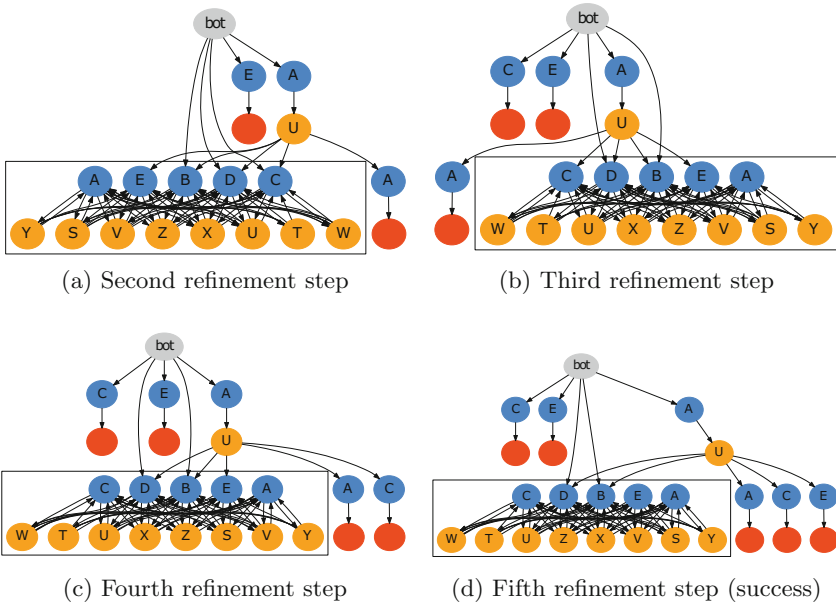 bot
E A
U
A E B D C A
Y S V Z X U T W
(a) Second refinement step
bot
C E A
U
A C D B E A
W T U X Z V S Y
(b) Third refinement step
bot
C E A
U
C D B E A A C
W T U X Z S V Y
(c) Fourth refinement step
bot
C E A
U
C D B E A A C E
W T U Z X V S Y
(d) Fifth refinement step (success)